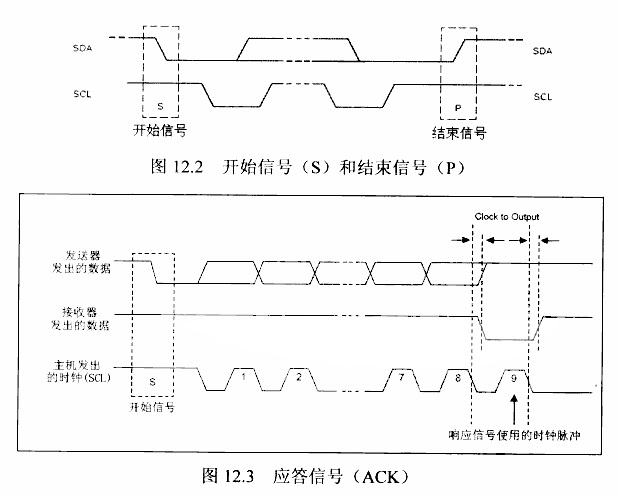 SDA
SDA
SCL
SCL
S
P
开始信号
结束信号
图 12.2 开始信号（S）和结束信号（P）
Clock to Output
发送器
发出的数据
接收器
发出的数据
主机发出
的时钟(SCL)
S
1
2
7
8
9
开始信号
响应信号使用的时钟脉冲
图 12.3 应答信号（ACK）